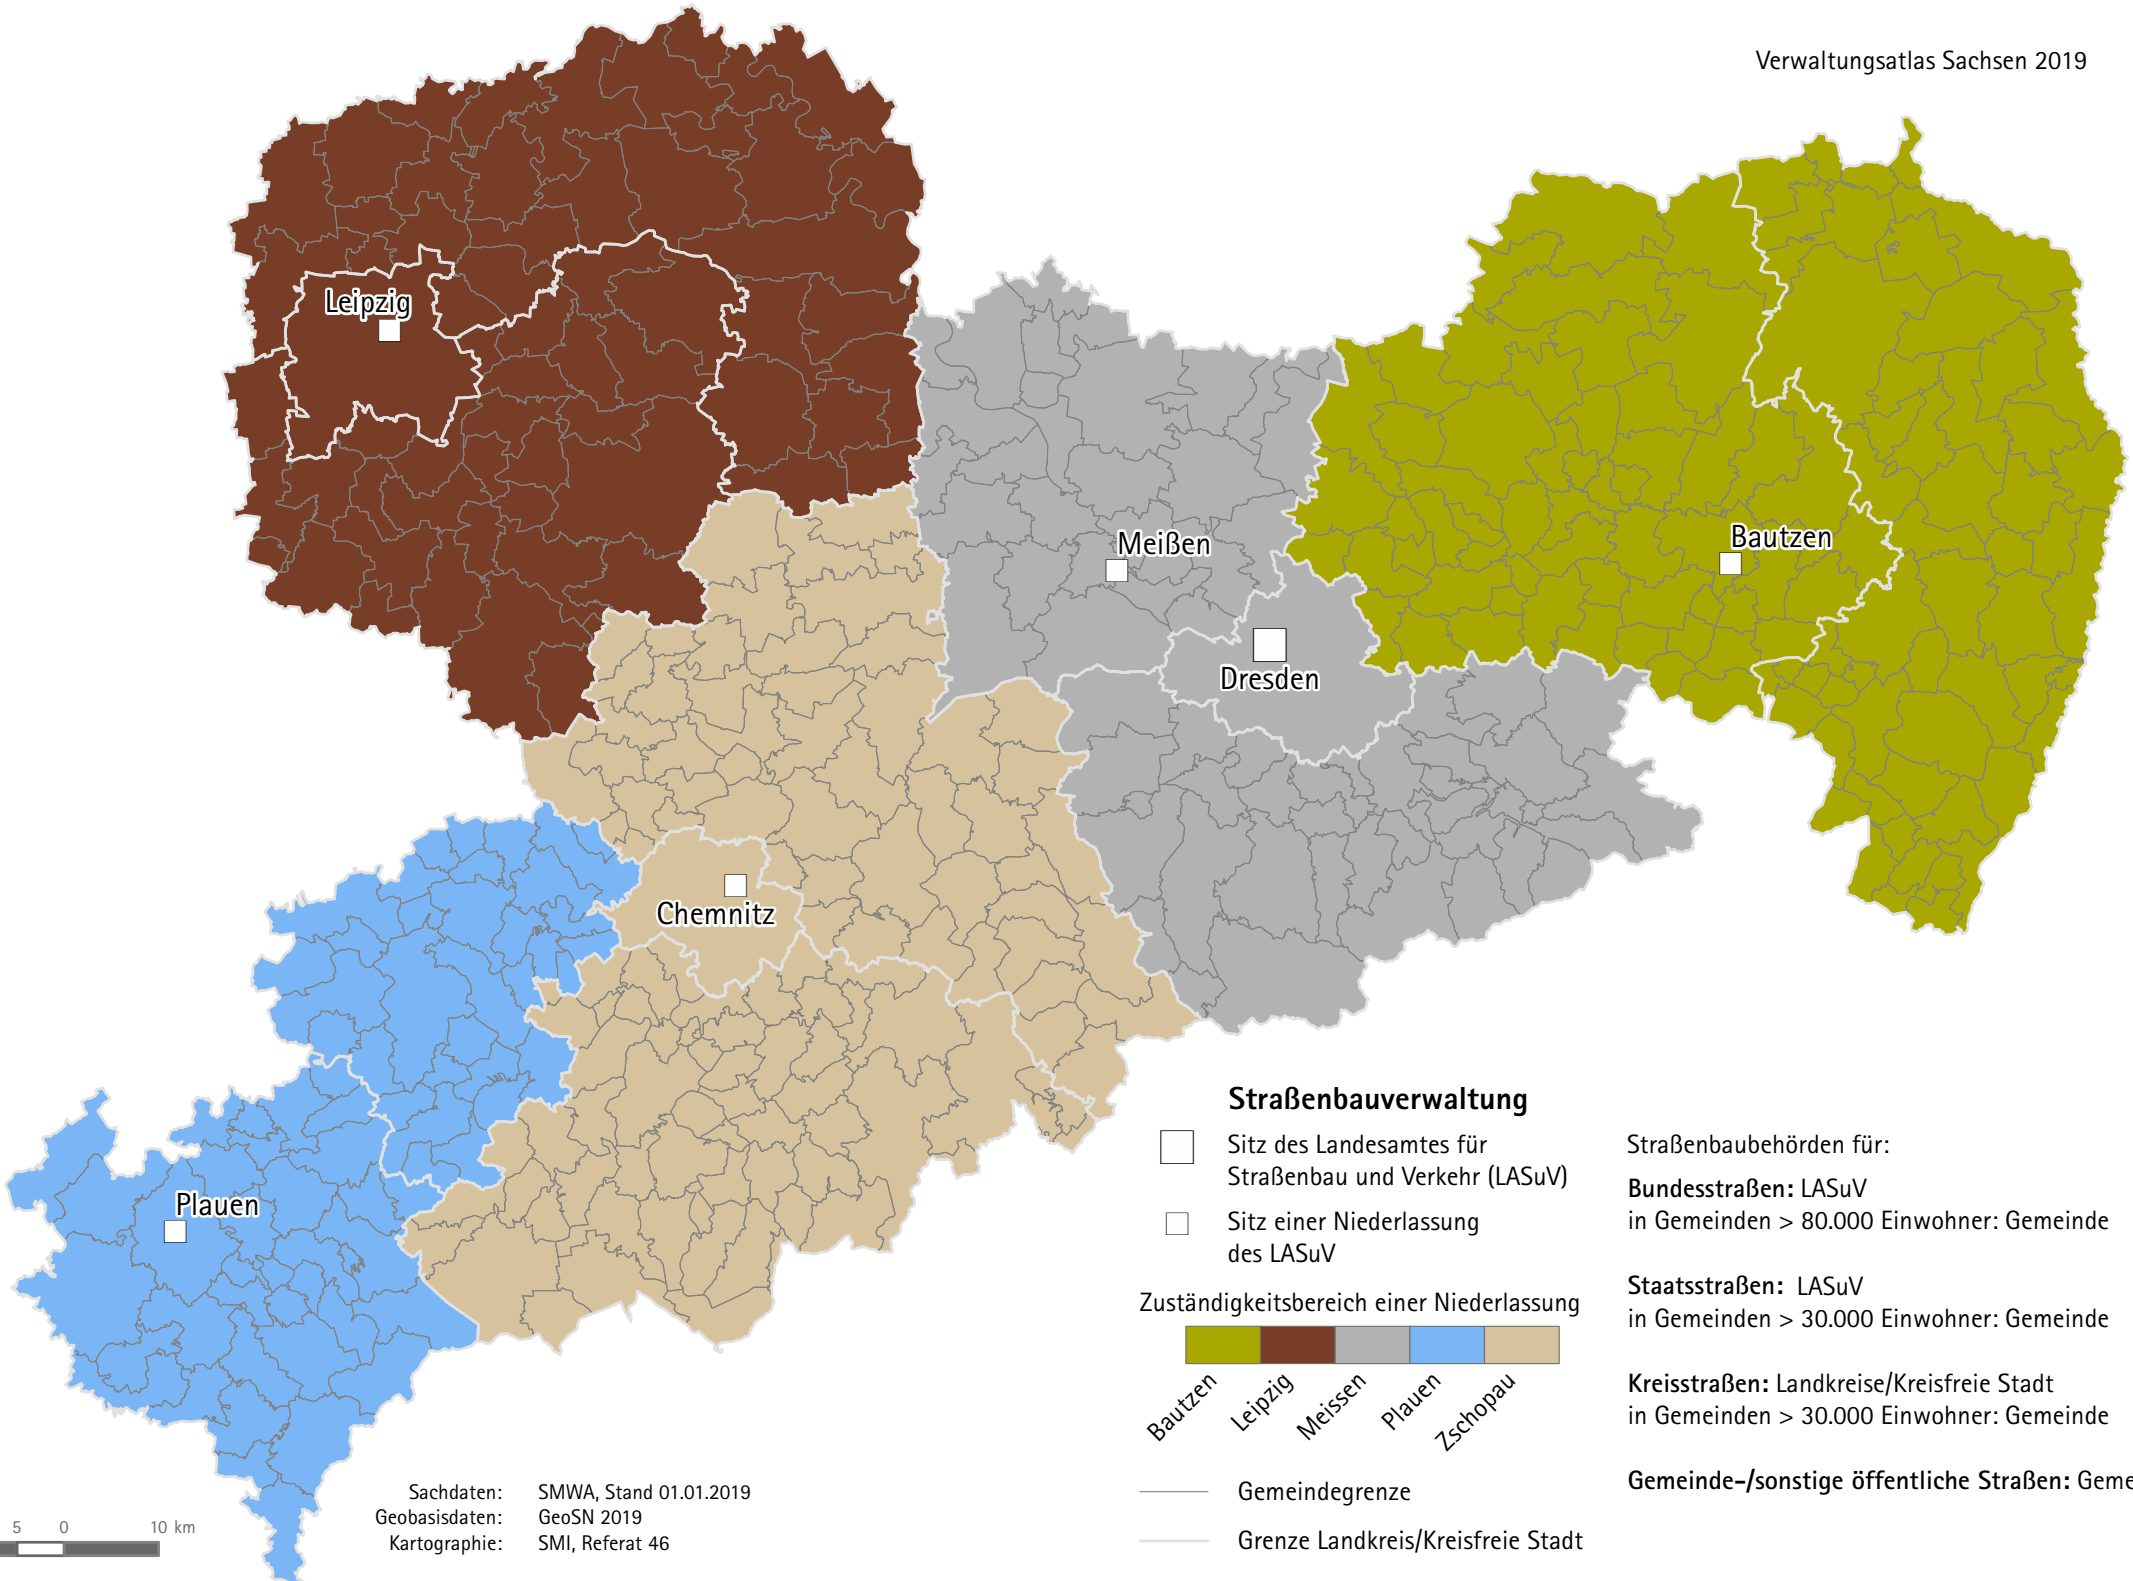 Verwaltungsatlas Sachsen 2019
Leipzig
Meißen
Bautzen
Dresden
Chemnitz
Plauen
Straßenbauverwaltung
Sitz des Landesamtes für
Straßenbau und Verkehr (LASuV)
Sitz einer Niederlassung
des LASuV
Zuständigkeitsbereich einer Niederlassung
Bautzen
Leipzig
Meissen
Plauen
Zschopau
Gemeindegrenze
Grenze Landkreis/Kreisfreie Stadt
Straßenbaubehörden für:
Bundesstraßen: LASuV
in Gemeinden > 80.000 Einwohner: Gemeinde
Staatsstraßen: LASuV
in Gemeinden > 30.000 Einwohner: Gemeinde
Kreisstraßen: Landkreise/Kreisfreie Stadt
in Gemeinden > 30.000 Einwohner: Gemeinde
Gemeinde-/sonstige öffentliche Straßen:
Sachdaten: SMWA, Stand 01.01.2019
Geobasisdaten: GeoSN 2019
Kartographie: SMI, Referat 46
5 0 10 km